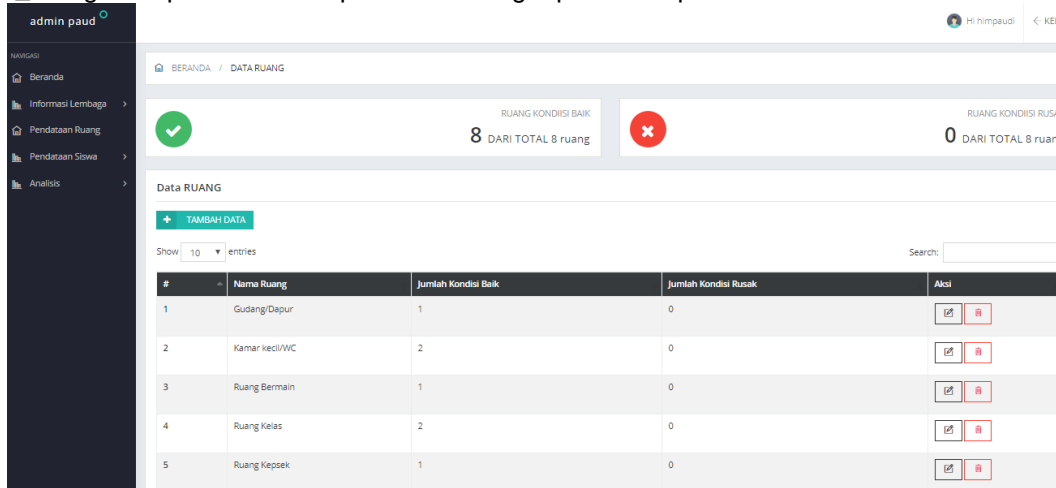 admin paud
Hi himpaudi
NAVIGASI
Beranda
Informasi Lembaga
Pendataan Ruang
Pendataan Siswa
Analisis
BERANDA / DATA RUANG
RUANG KONDIISI BAIK
8 DARI TOTAL 8 ruang
RUANG KONDIISI
0 DARI TOTAL 8
Data RUANG
+ TAMBAH DATA
Show 10 entries
Search:
# Nama Ruang Jumlah Kondisi Baik Jumlah Kondisi Rusak Aksi
1 Gudang/Dapur 1 0
2 Kamar kecil/WC 2 0
3 Ruang Bermain 1 0
4 Ruang Kelas 2 0
5 Ruang Kepsek 1 0